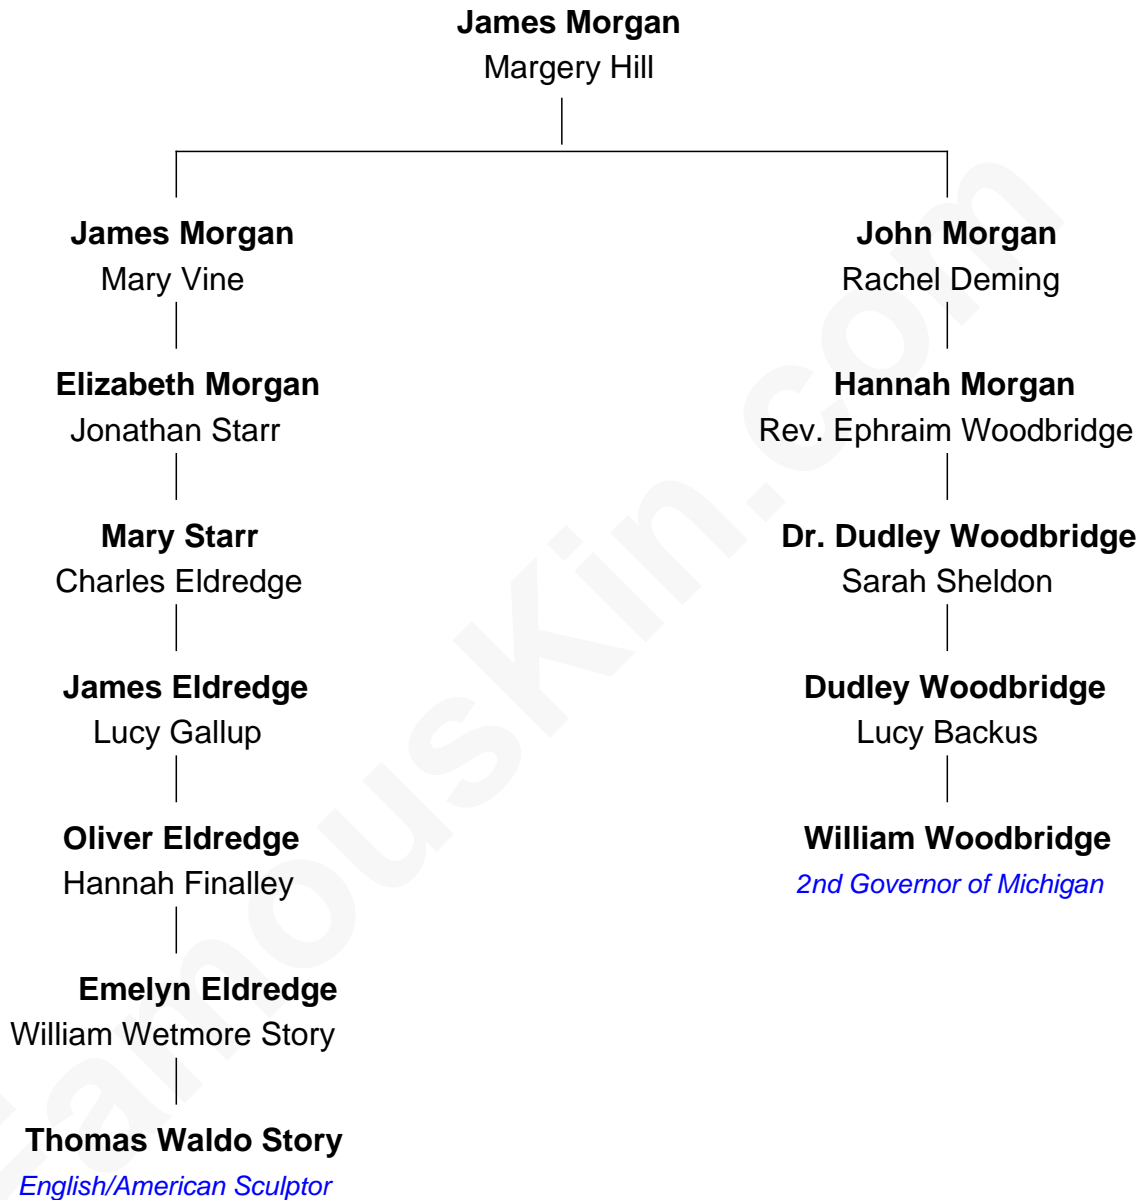 James Morgan
Margery Hill
James Morgan
Mary Vine
John Morgan
Rachel Deming
Elizabeth Morgan
Jonathan Starr
Hannah Morgan
Rev. Ephraim Woodbridge
Mary Starr
Charles Eldredge
Dr. Dudley Woodbridge
Sarah Sheldon
James Eldredge
Lucy Gallup
Dudley Woodbridge
Lucy Backus
Oliver Eldredge
Hannah Finalley
William Woodbridge
2nd Governor of Michigan
Emelyn Eldredge
William Wetmore Story
Thomas Waldo Story
English/American Sculptor
FamousKin.com